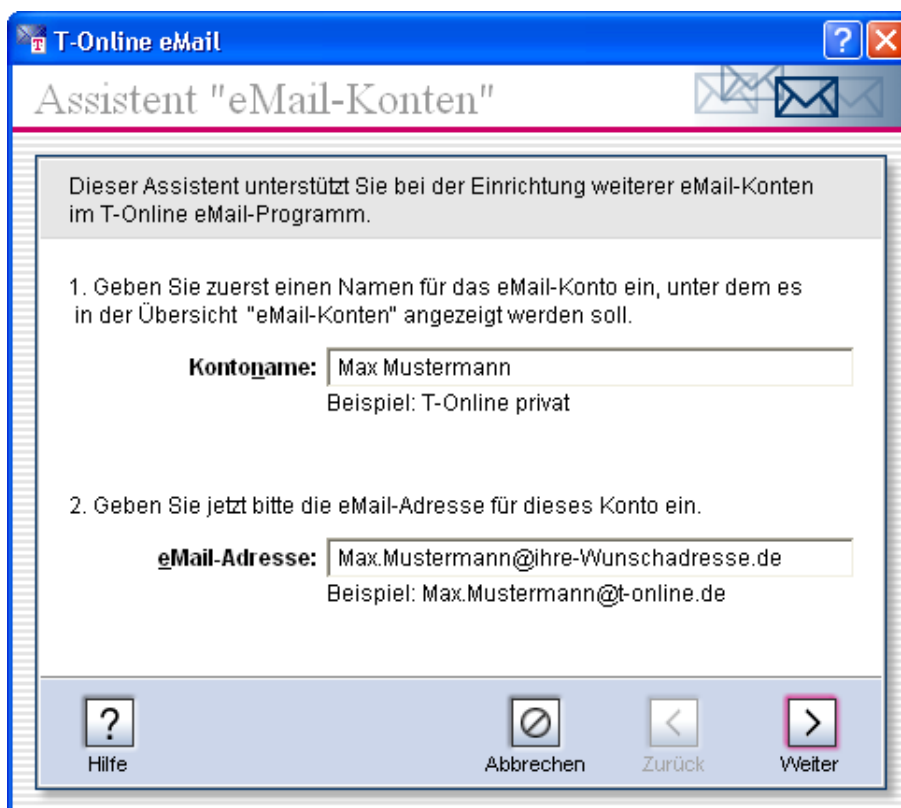 T-Online eMail
Assistent "eMail-Konten"
Dieser Assistent unterstützt Sie bei der Einrichtung weiterer eMail-Konten
im T-Online eMail-Programm.
1. Geben Sie zuerst einen Namen für das eMail-Konto ein, unter dem es
in der Übersicht "eMail-Konten" angezeigt werden soll.
Kontoname: Max Mustermann
Beispiel: T-Online privat
2. Geben Sie jetzt bitte die eMail-Adresse für dieses Konto ein.
eMail-Adresse: Max.Mustermann@ihre-Wunschadresse.de
Beispiel: Max.Mustermann@t-online.de
Hilfe Abbrechen Zurück Weiter